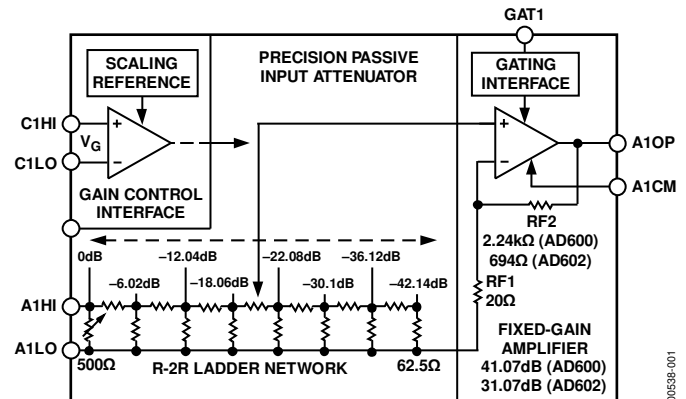 GAT1
SCALING
REFERENCE
PRECISION PASSIVE
INPUT ATTENUATOR
GATING
INTERFACE
C1HI
+
VG
–
C1LO
+
–
A1OP
A1CM
GAIN CONTROL
INTERFACE
RF2
2.24kΩ (AD600)
694Ω (AD602)
0dB
–12.04dB
–22.08dB
–36.12dB
–6.02dB
–18.06dB
–30.1dB
–42.14dB
RF1
20Ω
A1HI
A1LO
500Ω
R-2R LADDER NETWORK
62.5Ω
FIXED-GAIN
AMPLIFIER
41.07dB (AD600)
31.07dB (AD602)
00538-001